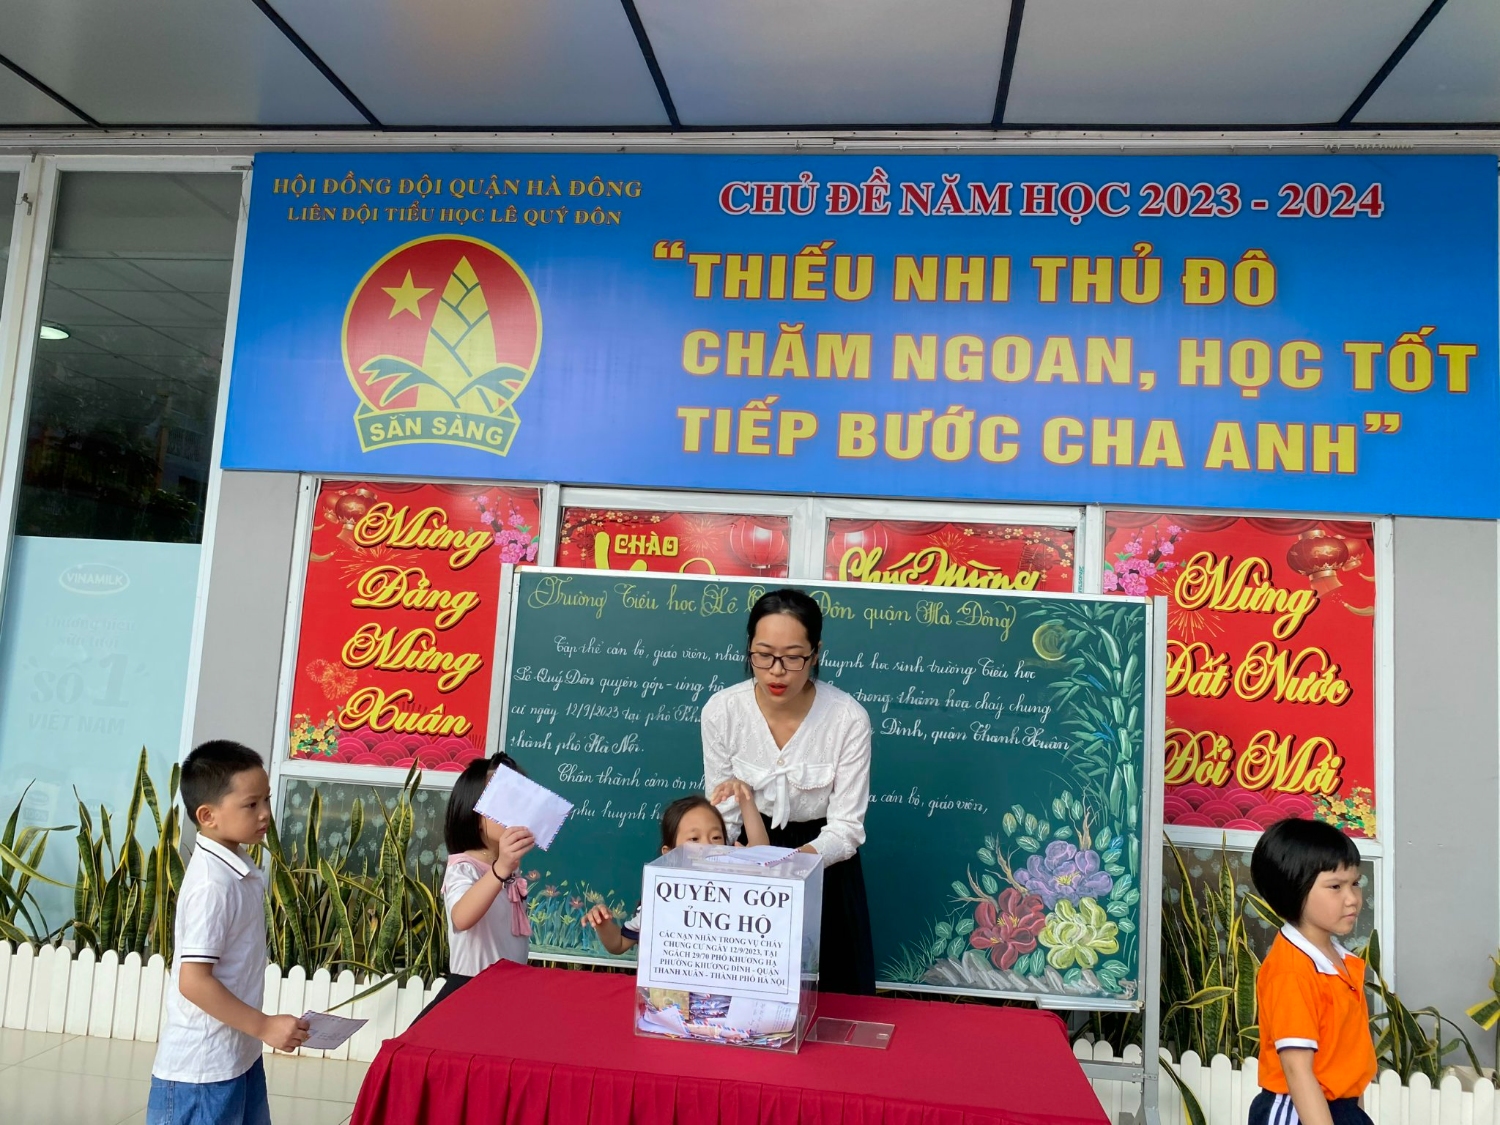 HỘI ĐỒNG ĐỘI QUẬN HÀ ĐÔNG
LIÊN ĐỘI TIỂU HỌC LÊ QUÝ ĐÔN
SẴN SÀNG
CHỦ ĐỀ NĂM HỌC 2023 - 2024
“THIẾU NHI THỦ ĐÔ
CHĂM NGOAN, HỌC TỐT
TIẾP BƯỚC CHA ANH”
Mừng
Đảng
Mừng
Xuân
CHÀO
Chúc Mừng
Mừng
Đất Nước
Đổi Mới
VINAMILK
VIỆT NAM
Trường Tiểu học Lê Đôn quận Hà Đông
Tập thể cán bộ, giáo viên, nhân huynh học sinh trường Tiểu học
Lê Quý Đôn quyên góp - ủng hộ trong thảm họa cháy chung
cư ngày 12/9/2023 tại phố Đình, quận Thanh Xuân
thành phố Hà Nội.
Chân thành cảm ơn cán bộ, giáo viên,
phụ huynh
QUYÊN GÓP
ỦNG HỘ
CÁC NẠN NHÂN TRONG VỤ CHÁY
CHUNG CƯ NGÀY 12/9/2023, TẠI
NGÁCH 29/70 PHỐ KHƯƠNG HẠ
PHƯỜNG KHƯƠNG ĐÌNH - QUẬN
THANH XUÂN - THÀNH PHỐ HÀ NỘI